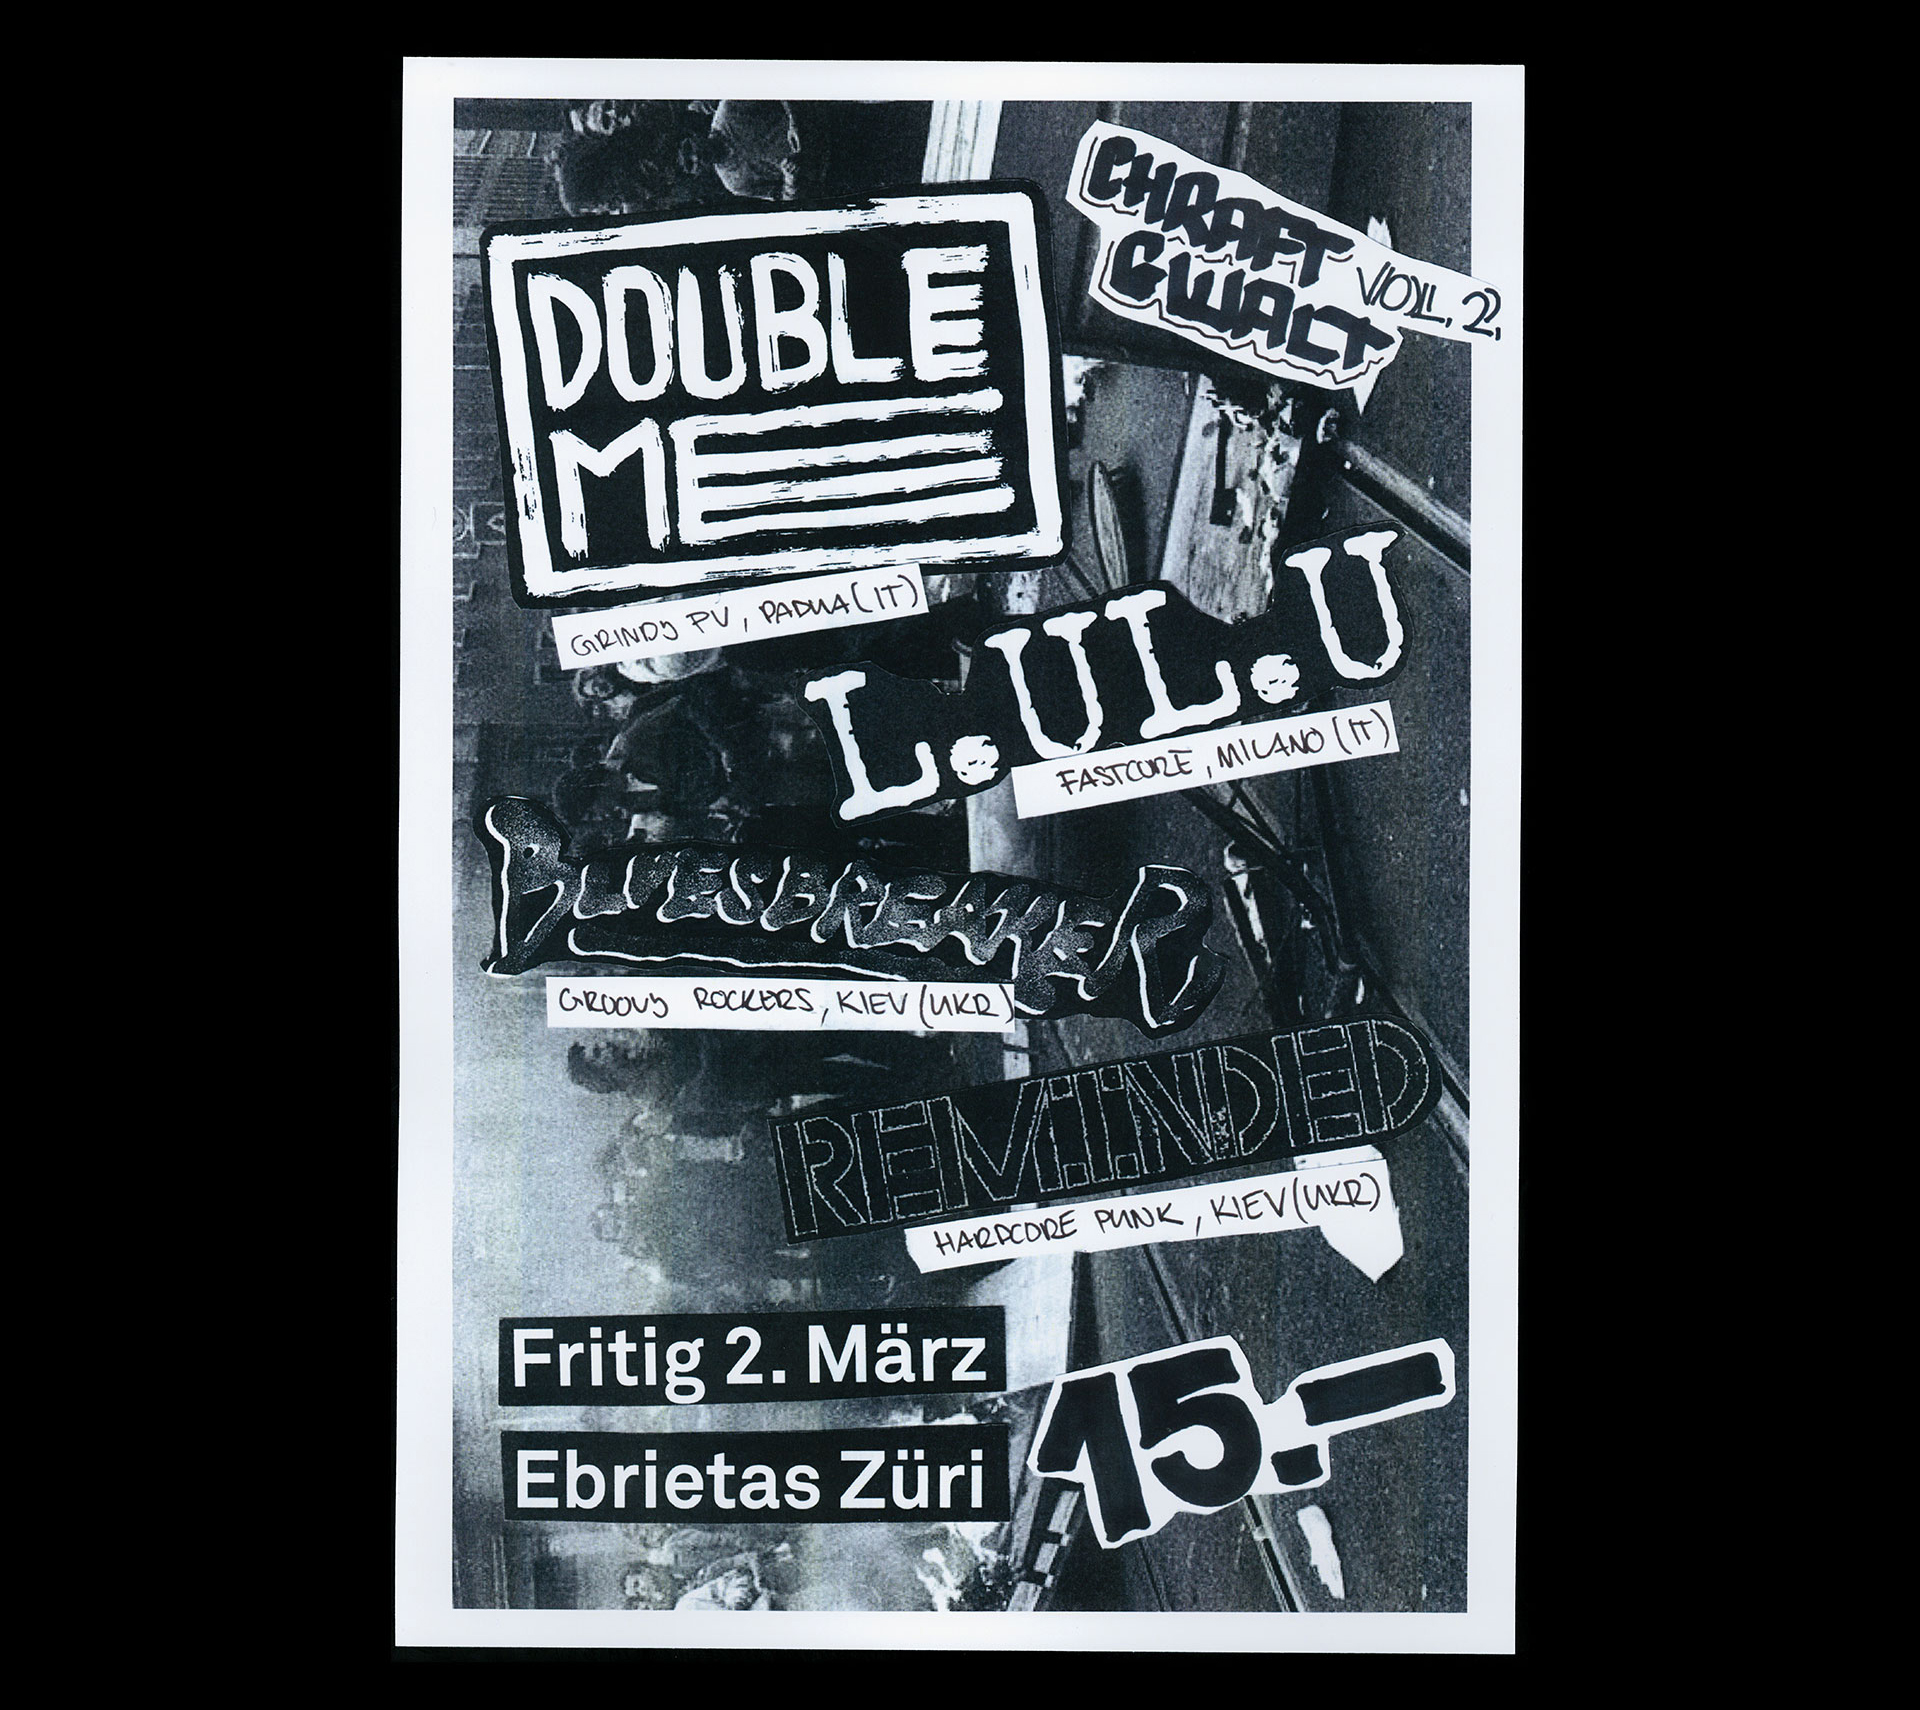 CHRAFT
GWALT VOL. 2.
DOUBLE
ME
GRINDY PV, PADUA (IT)
L.UL.U
FASTCORE, MILANO (IT)
BLUESBREAKER
GROOVY ROCKERS, KIEV (UKR)
REMINDED
HARDCORE PUNK, KIEV (UKR)
Fritig 2. März
Ebrietas Züri
15.–